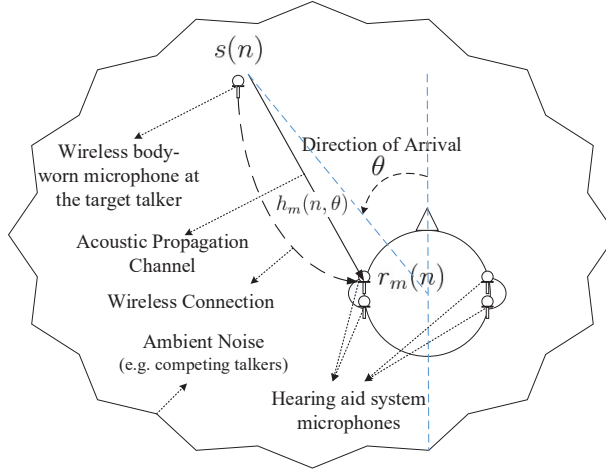 s(n)
Direction of Arrival
θ
Wireless body-
worn microphone at
the target talker
h_m(n, θ)
Acoustic Propagation
Channel
r_m(n)
Wireless Connection
Ambient Noise
(e.g. competing talkers)
Hearing aid system
microphones